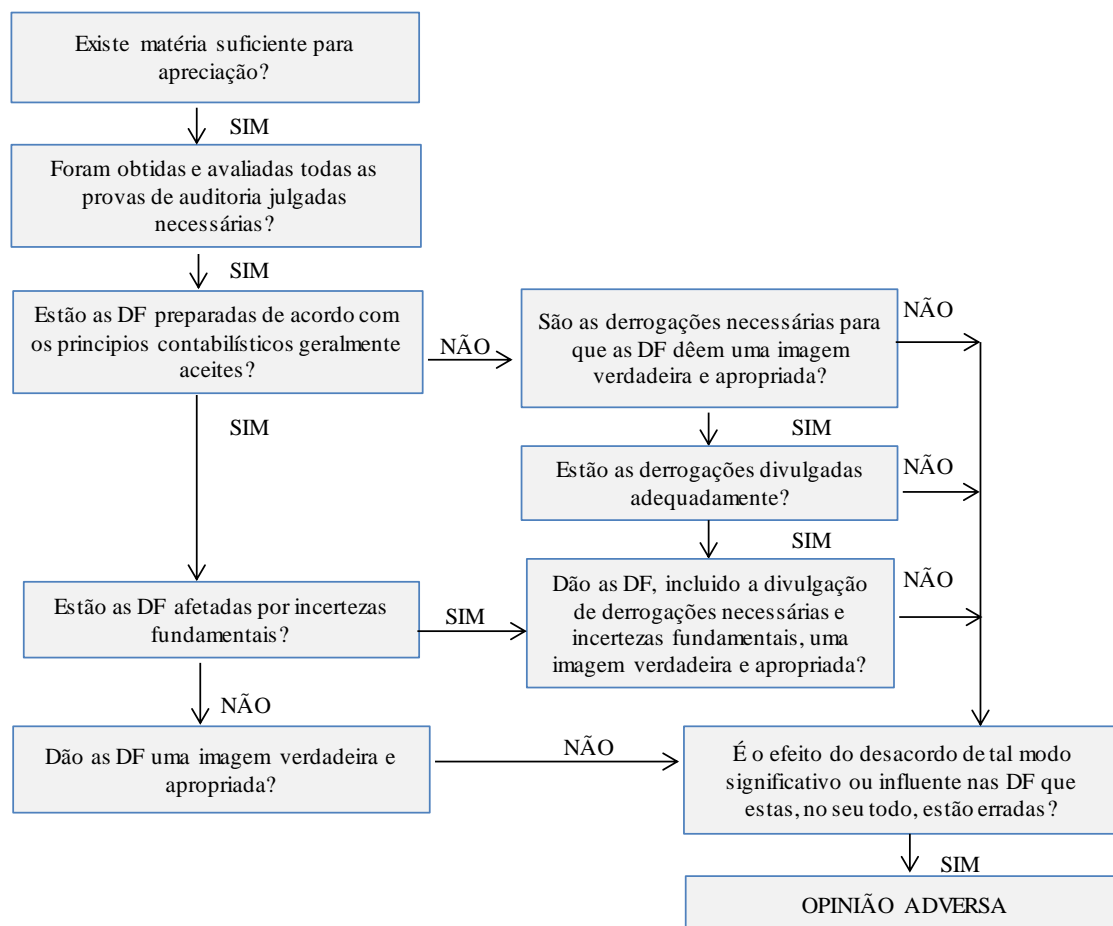 Existe matéria suficiente para
apreciação?
SIM
Foram obtidas e avaliadas todas as
provas de auditoria julgadas
necessárias?
SIM
Estão as DF preparadas de acordo com
os principios contabilísticos geralmente
aceites?
NÃO
São as derrogações necessárias para
que as DF dêem uma imagem
verdadeira e apropriada?
NÃO
SIM
SIM
Estão as derrogações divulgadas
adequadamente?
NÃO
SIM
Estão as DF afetadas por incertezas
fundamentais?
SIM
Dão as DF, incluido a divulgação
de derrogações necessárias e
incertezas fundamentais, uma
imagem verdadeira e apropriada?
NÃO
NÃO
Dão as DF uma imagem verdadeira e
apropriada?
NÃO
É o efeito do desacordo de tal modo
significativo ou influente nas DF que
estas, no seu todo, estão erradas?
SIM
OPINIÃO ADVERSA